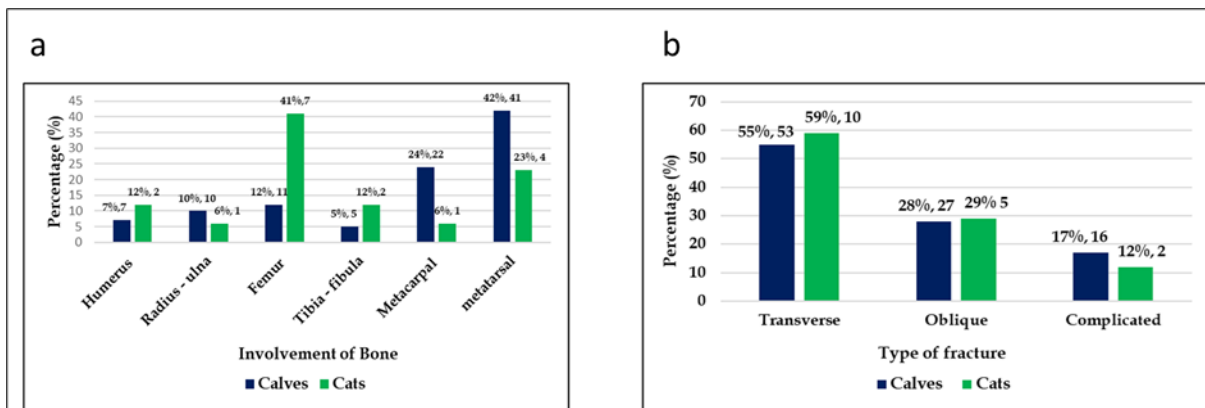 a
Percentage (%)
45
40
35
30
25
20
15
10
5
0
7%,7
12%, 2
10%, 10
6%, 1
12%, 11
41%,7
5%, 5
12%,2
24%,22
6%, 1
42%, 41
23%, 4
Humerus
Radius - ulna
Femur
Tibia - fibula
Metacarpal
metatarsal
Involvement of Bone
Calves Cats
b
Percentage (%)
70
60
50
40
30
20
10
0
55%, 53
59%, 10
28%, 27
29% 5
17%, 16
12%, 2
Transverse Oblique Complicated
Type of fracture
Calves Cats